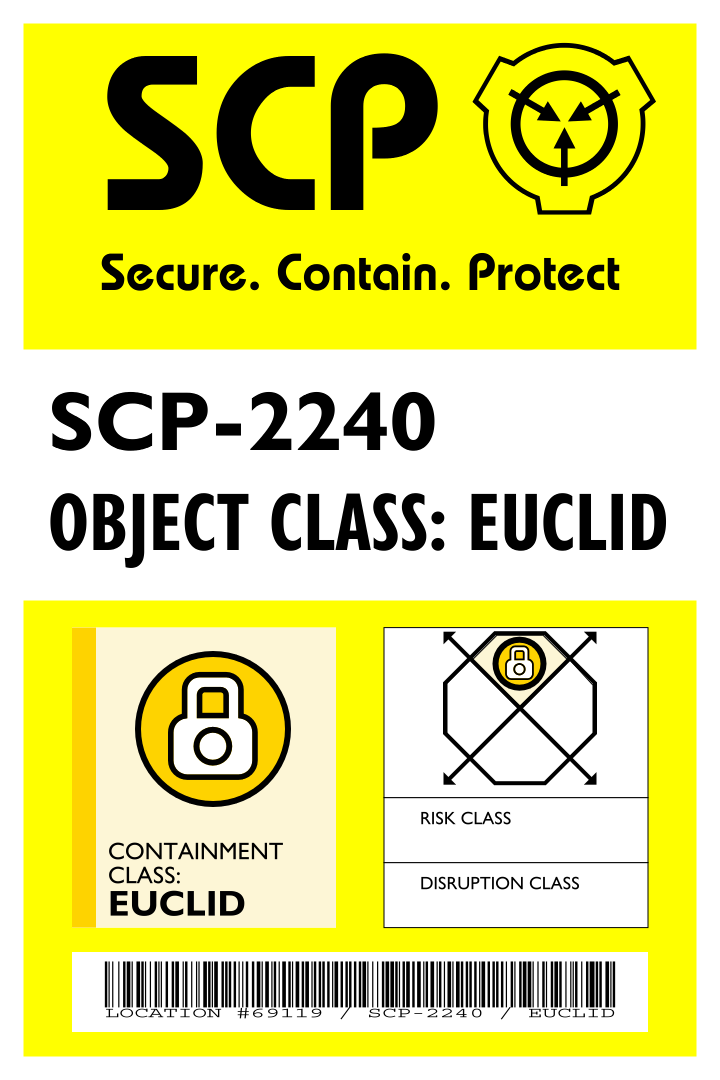 SCP
Secure. Contain. Protect
SCP-2240
OBJECT CLASS: EUCLID
CONTAINMENT
CLASS:
EUCLID
RISK CLASS
DISRUPTION CLASS
LOCATION #69119 / SCP-2240 / EUCLID